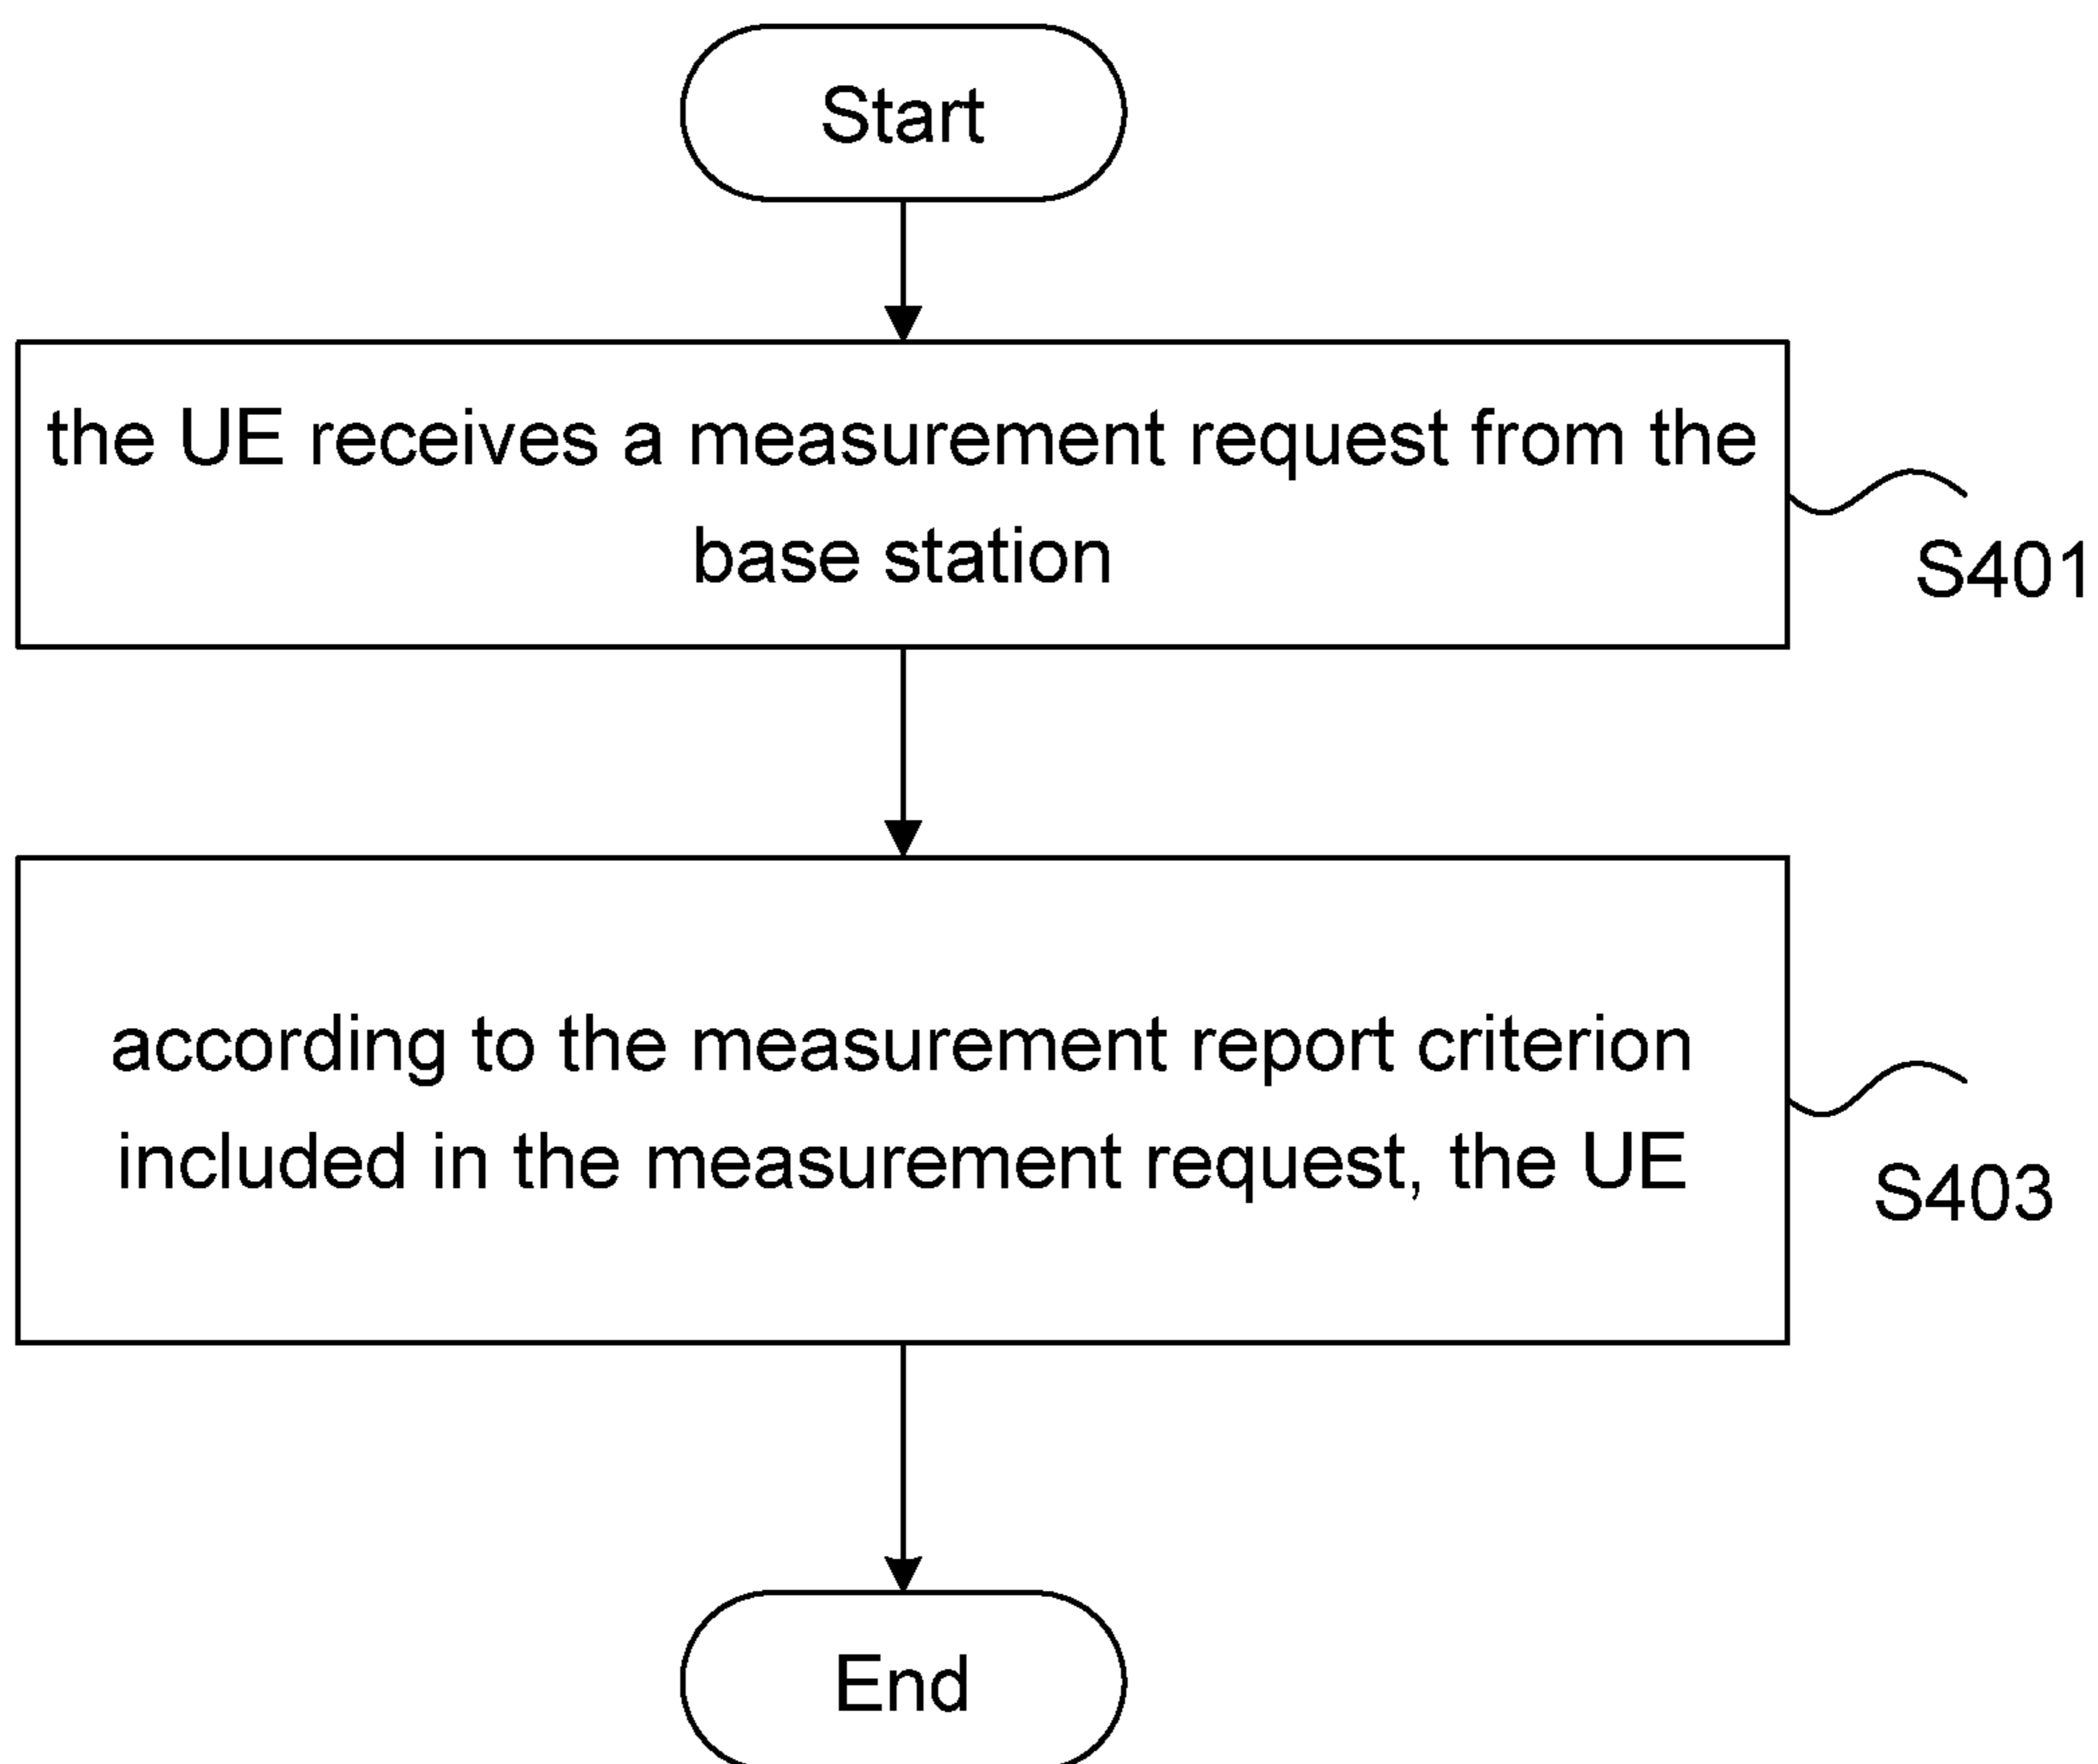 Start
the UE receives a measurement request from the
base station
S401
according to the measurement report criterion
included in the measurement request, the UE
S403
End